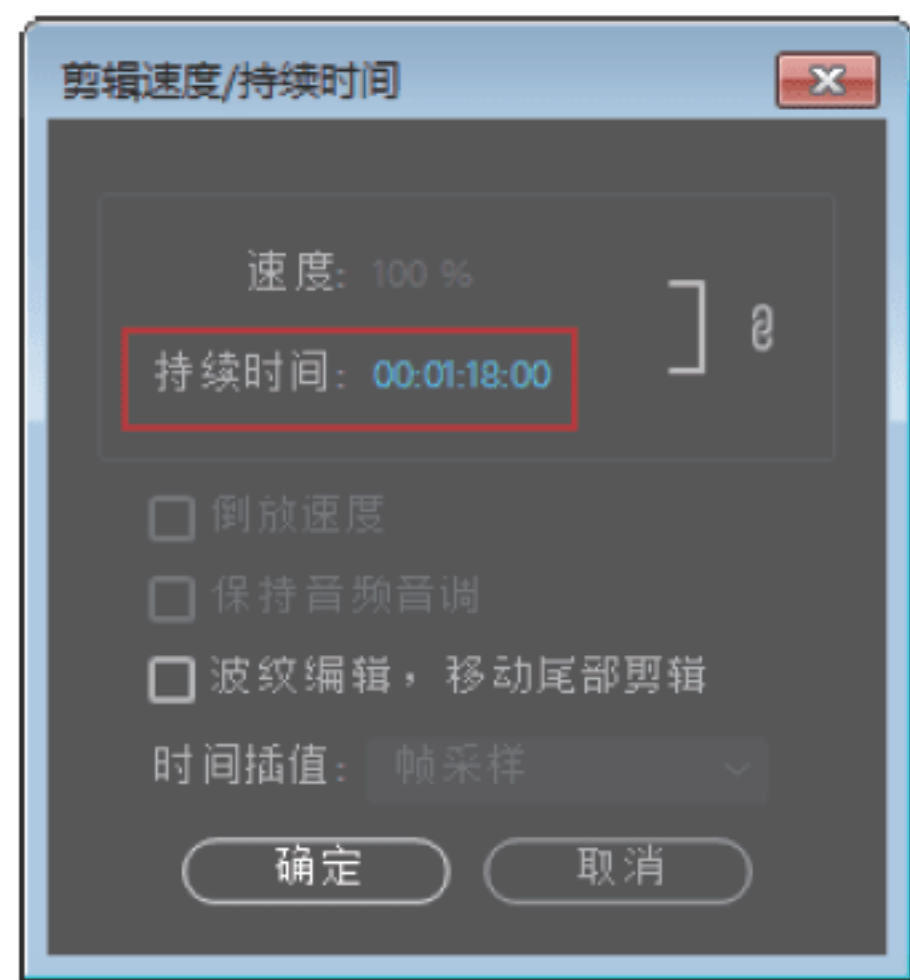 剪辑速度/持续时间
速度: 100 %
持续时间: 00:01:18:00
倒放速度
保持音频音调
波纹编辑，移动尾部剪辑
时间插值: 帧采样
确定 取消